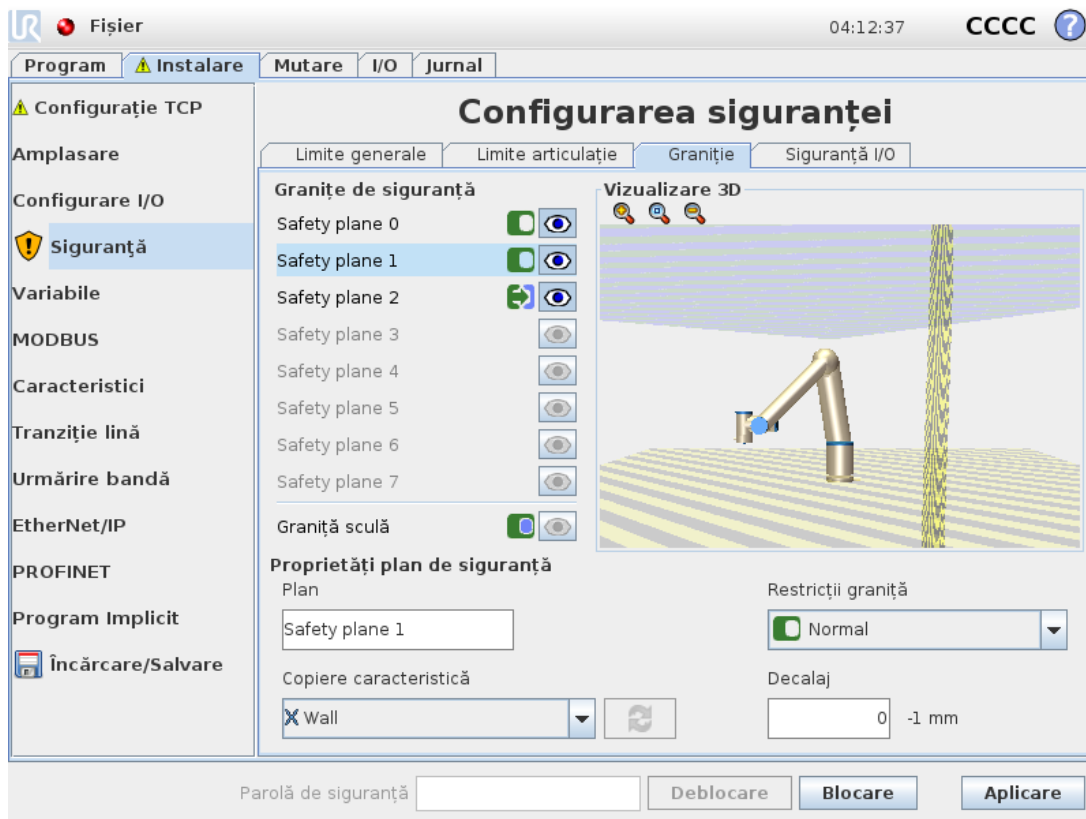 UR Fișier 04:12:37 CCCC ?
Program Instalare Mutare I/O Jurnal
Configurație TCP
Amplasare
Configurare I/O
Siguranţă
Variabile
MODBUS
Caracteristici
Tranziție lină
Urmărire bandă
EtherNet/IP
PROFINET
Program Implicit
Încărcare/Salvare
Configurarea siguranței
Limite generale Limite articulație Graniție Siguranță I/O
Granițe de siguranță
Safety plane 0
Safety plane 1
Safety plane 2
Safety plane 3
Safety plane 4
Safety plane 5
Safety plane 6
Safety plane 7
Graniță sculă
Vizualizare 3D
Proprietăți plan de siguranță
Plan
Safety plane 1
Restricții graniță
Normal
Copiere caracteristică
Wall
Decalaj
0 -1 mm
Parolă de siguranță Deblocare Blocare Aplicare